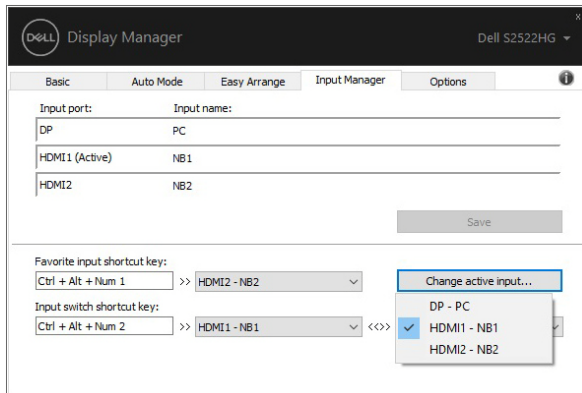 DELL Display Manager Dell S2522HG
Basic Auto Mode Easy Arrange Input Manager Options
Input port: Input name:
DP PC
HDMI1 (Active) NB1
HDMI2 NB2
Save
Favorite input shortcut key:
Ctrl + Alt + Num 1 >> HDMI2 - NB2 Change active input...
Input switch shortcut key:
Ctrl + Alt + Num 2 >> HDMI1 - NB1 <<>>
DP - PC
HDMI1 - NB1
HDMI2 - NB2